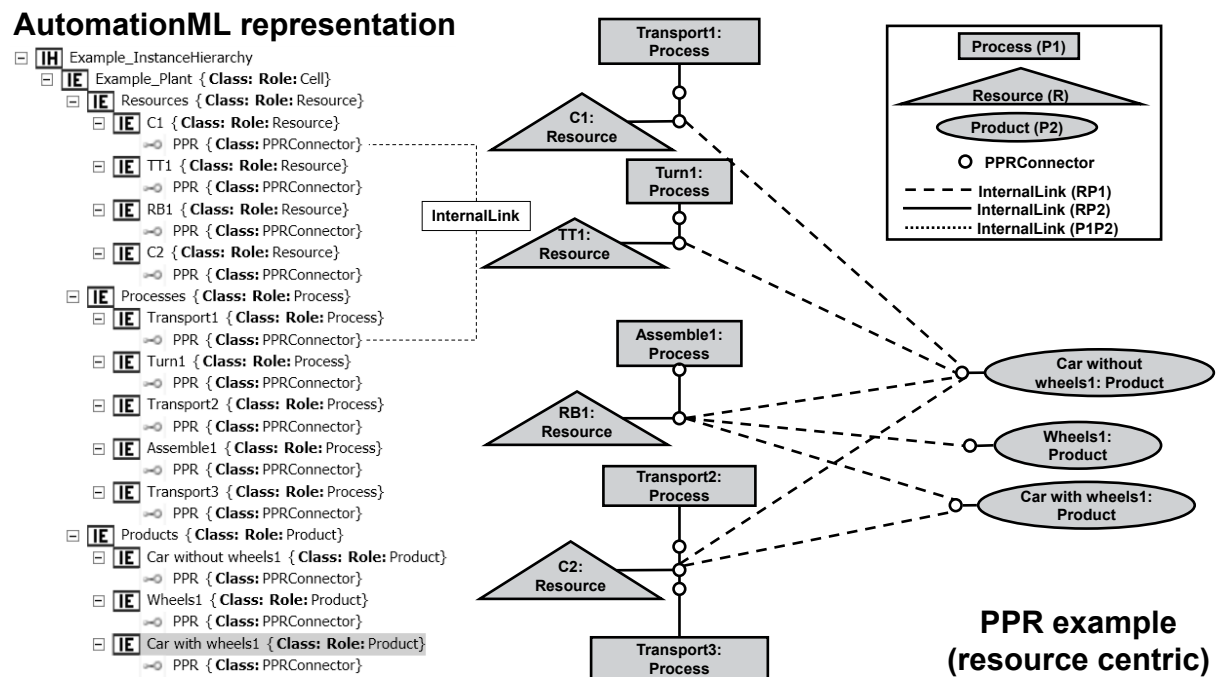 AutomationML representation
IH Example_InstanceHierarchy
IE Example_Plant {Class: Role: Cell}
IE Resources {Class: Role: Resource}
IE C1 {Class: Role: Resource}
PPR {Class: PPRConnector}
IE TT1 {Class: Role: Resource}
PPR {Class: PPRConnector}
IE RB1 {Class: Role: Resource}
PPR {Class: PPRConnector}
IE C2 {Class: Role: Resource}
PPR {Class: PPRConnector}
IE Processes {Class: Role: Process}
IE Transport1 {Class: Role: Process}
PPR {Class: PPRConnector}
IE Turn1 {Class: Role: Process}
PPR {Class: PPRConnector}
IE Transport2 {Class: Role: Process}
PPR {Class: PPRConnector}
IE Assemble1 {Class: Role: Process}
PPR {Class: PPRConnector}
IE Transport3 {Class: Role: Process}
PPR {Class: PPRConnector}
IE Products {Class: Role: Product}
IE Car without wheels1 {Class: Role: Product}
PPR {Class: PPRConnector}
IE Wheels1 {Class: Role: Product}
PPR {Class: PPRConnector}
IE Car with wheels1 {Class: Role: Product}
PPR {Class: PPRConnector}
InternalLink
Transport1:
Process
C1:
Resource
Turn1:
Process
TT1:
Resource
Assemble1:
Process
RB1:
Resource
Transport2:
Process
C2:
Resource
Transport3:
Process
Process (P1)
Resource (R)
Product (P2)
PPRConnector
InternalLink (RP1)
InternalLink (RP2)
InternalLink (P1P2)
Car without
wheels1: Product
Wheels1:
Product
Car with wheels1:
Product
PPR example
(resource centric)